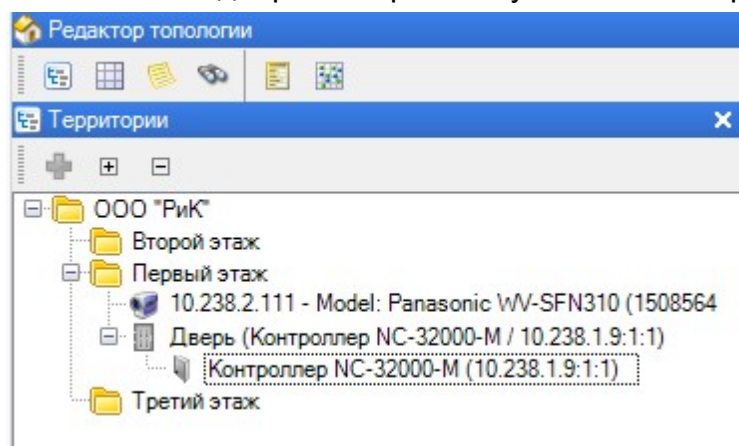 Редактор топологии
Территории
ООО "РиК"
Второй этаж
Первый этаж
10.238.2.111 - Model: Panasonic WV-SFN310 (1508564
Дверь (Контроллер NC-32000-M / 10.238.1.9:1:1)
Контроллер NC-32000-M (10.238.1.9:1:1)
Третий этаж